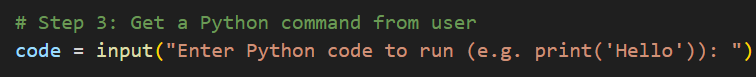 # Step 3: Get a Python command from user
code = input("Enter Python code to run (e.g. print('Hello')): ")